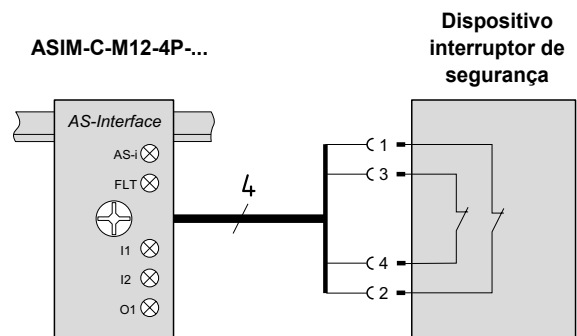 ASIM-C-M12-4P-...
Dispositivo
interruptor de
segurança
AS-Interface
AS-i
FLT
I1
I2
O1
4
1
3
4
2